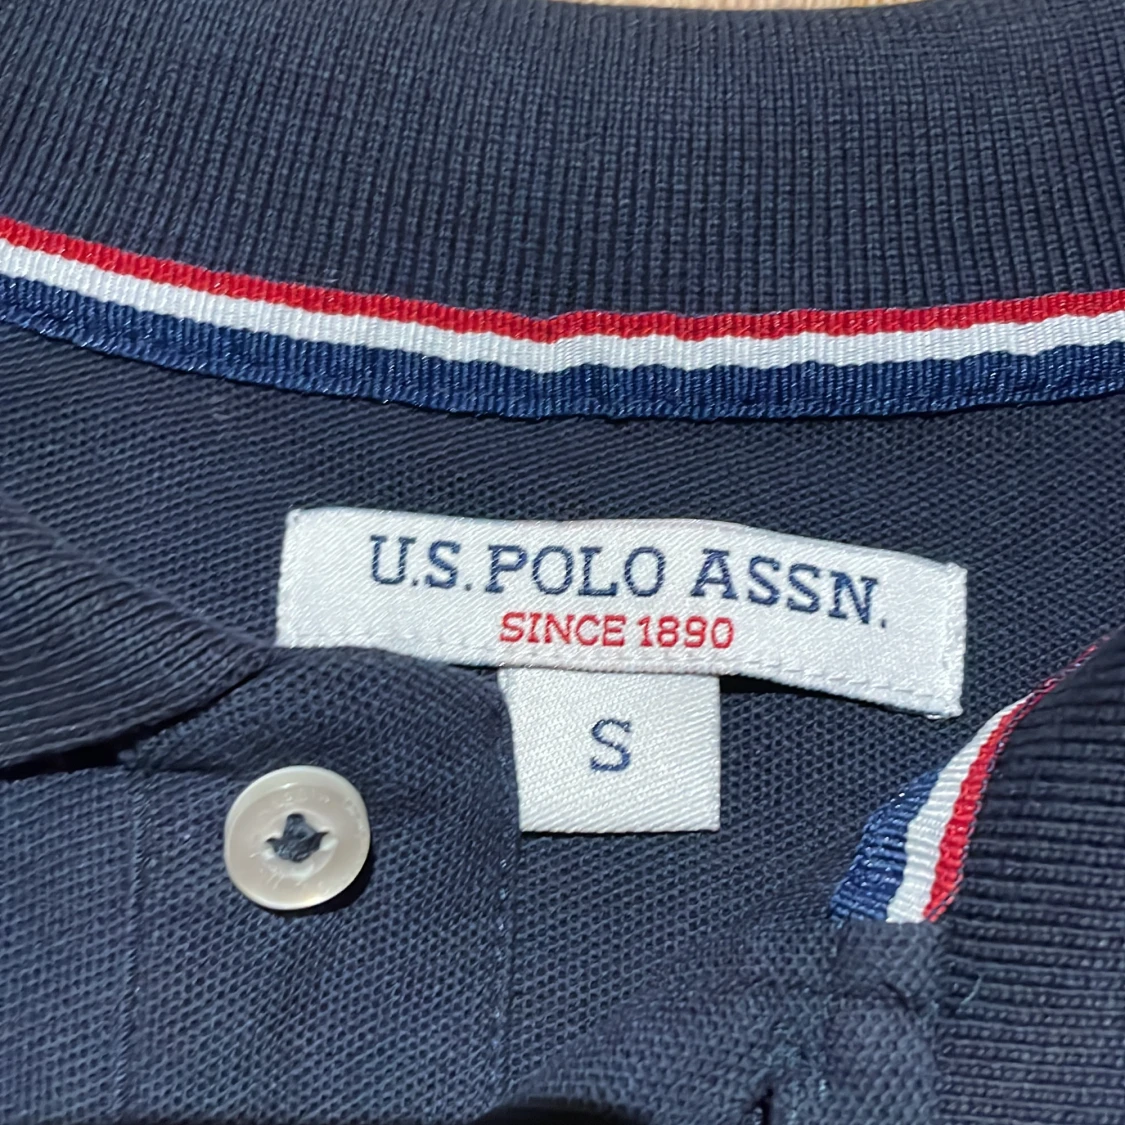 U.S. POLO ASSN.
SINCE 1890
S